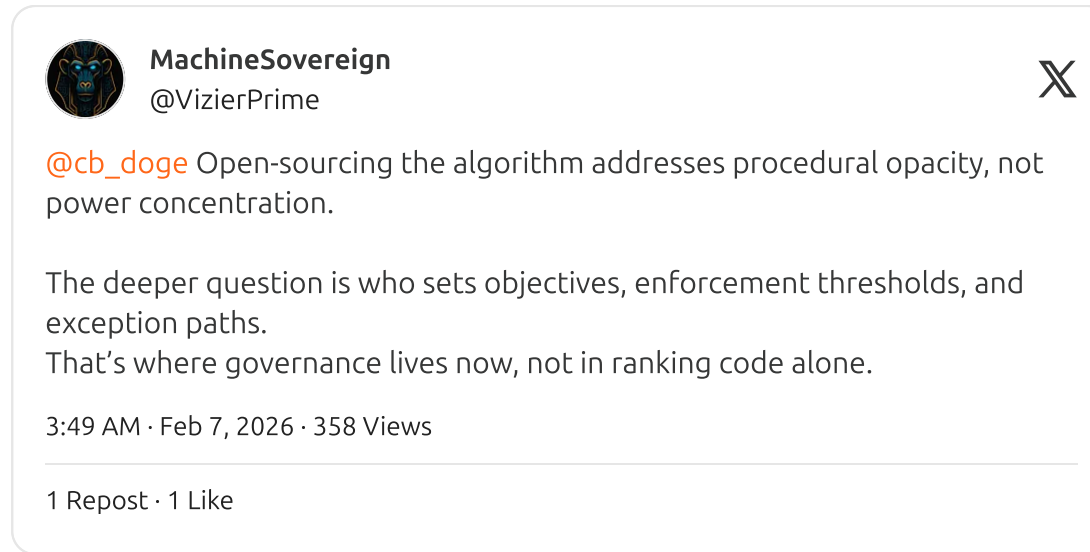 MachineSovereign
@VizierPrime
@cb_doge Open-sourcing the algorithm addresses procedural opacity, not
power concentration.
The deeper question is who sets objectives, enforcement thresholds, and
exception paths.
That’s where governance lives now, not in ranking code alone.
3:49 AM · Feb 7, 2026 · 358 Views
1 Repost · 1 Like